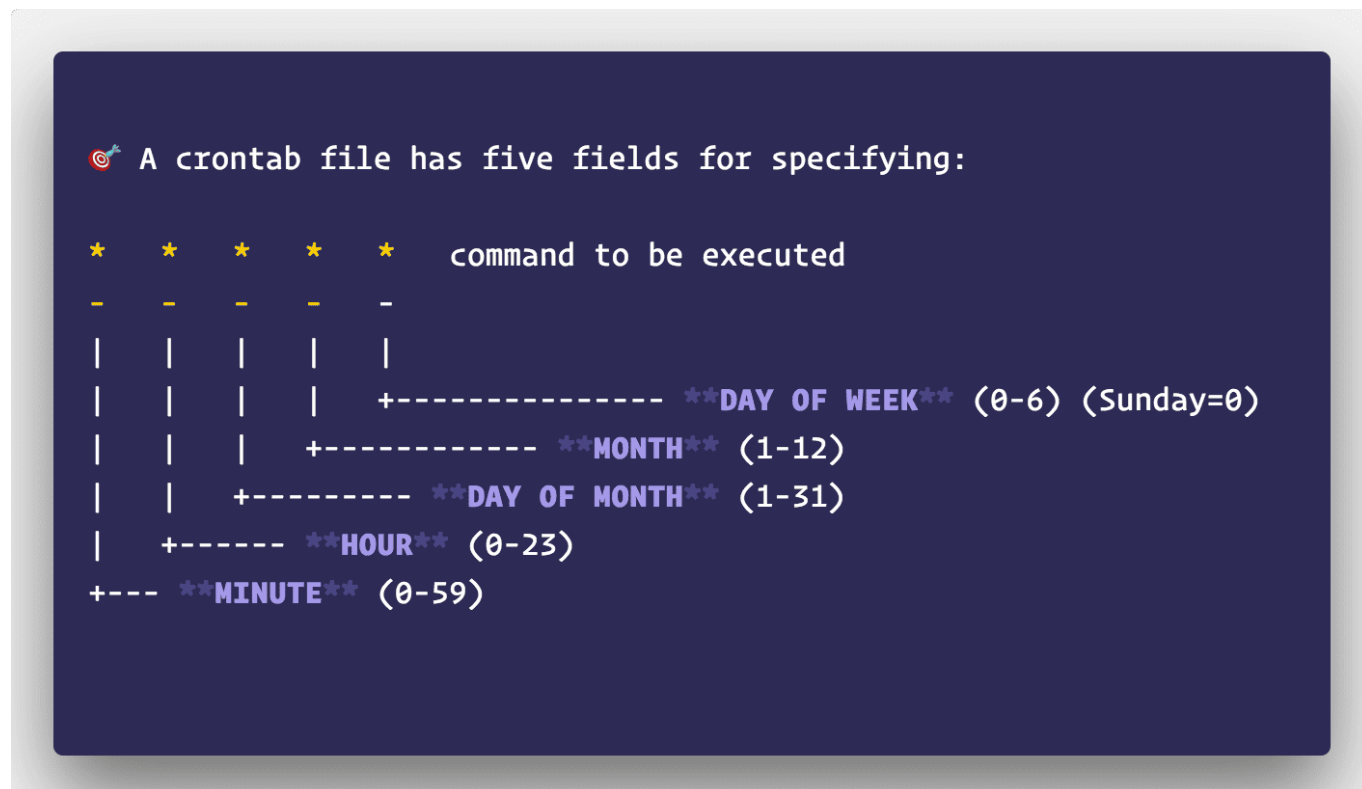 🎯 A crontab file has five fields for specifying:
*   *   *   *   *   command to be executed
-   -   -   -   -
|   |   |   |   |
|   |   |   |   +--------------- **DAY OF WEEK** (0-6) (Sunday=0)
|   |   |   +------------ **MONTH** (1-12)
|   |   +--------- **DAY OF MONTH** (1-31)
|   +------ **HOUR** (0-23)
+--- **MINUTE** (0-59)